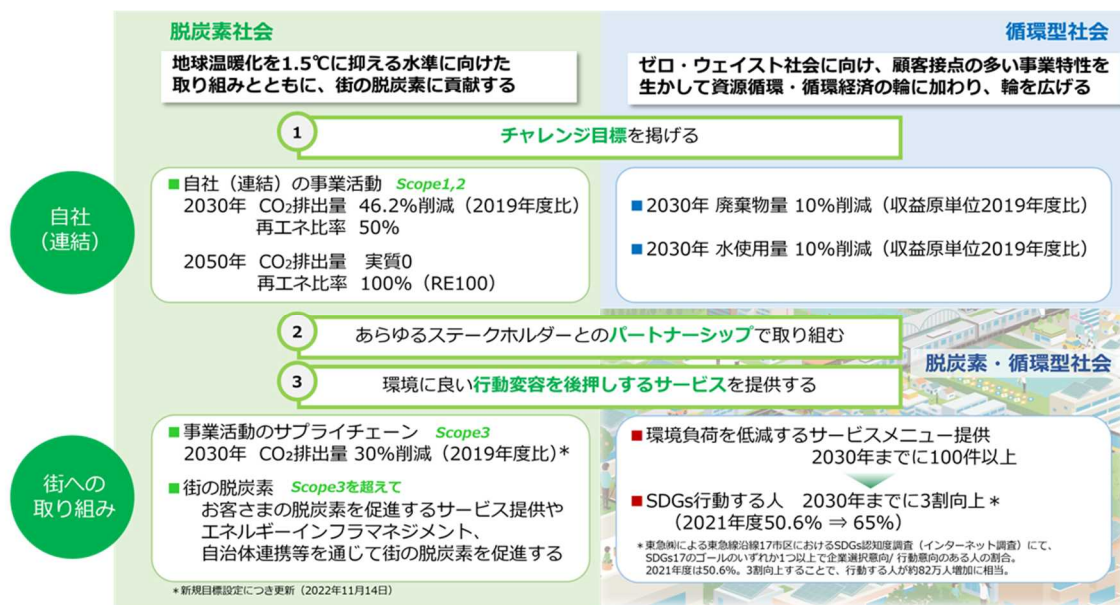 脱炭素社会
地球温暖化を1.5℃に抑える水準に向けた
取り組みとともに、街の脱炭素に貢献する
循環型社会
ゼロ・ウェイスト社会に向け、顧客接点の多い事業特性を
生かして資源循環・循環経済の輪に加わり、輪を広げる
1 チャレンジ目標を掲げる
自社
（連結）
■自社（連結）の事業活動 Scope1,2
2030年 CO₂排出量 46.2%削減（2019年度比）
再エネ比率 50%
2050年 CO₂排出量 実質0
再エネ比率 100%（RE100）
■2030年 廃棄物量 10%削減（収益原単位2019年度比）
■2030年 水使用量 10%削減（収益原単位2019年度比）
2 あらゆるステークホルダーとのパートナーシップで取り組む
3 環境に良い行動変容を後押しするサービスを提供する
脱炭素・循環型社会
街への
取り組み
■事業活動のサプライチェーン Scope3
2030年 CO₂排出量 30%削減（2019年度比）*
■街の脱炭素 Scope3を超えて
お客さまの脱炭素を促進するサービス提供や
エネルギーインフラマネジメント、
自治体連携等を通じて街の脱炭素を促進する
*新規目標設定につき更新（2022年11月14日）
■環境負荷を低減するサービスメニュー提供
2030年までに100件以上
■SDGs行動する人 2030年までに3割向上*
（2021年度50.6% ⇒ 65%）
*東急㈱による東急線沿線17市区におけるSDGs認知度調査（インターネット調査）にて、
SDGs17のゴールのいずれか1つ以上で企業選択意向/ 行動意向のある人の割合。
2021年度は50.6%。3割向上することで、行動する人が約82万人増加に相当。